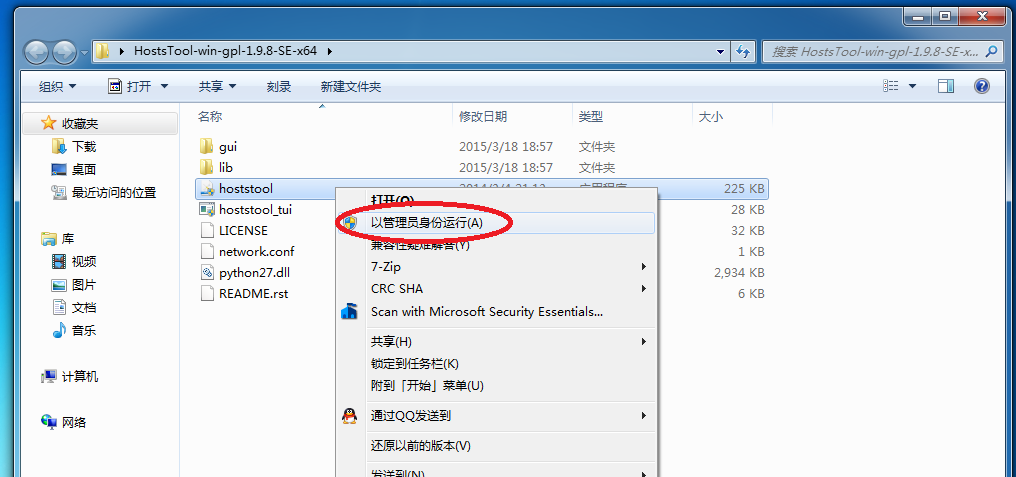 HostsTool-win-gpl-1.9.8-SE-x64
搜索 HostsTool-win-gpl-1.9.8-SE-x...
组织 打开 共享 刻录 新建文件夹
名称 修改日期 类型 大小
收藏夹
下载
桌面
最近访问的位置
库
视频
图片
文档
音乐
计算机
网络
gui 2015/3/18 18:57 文件夹
lib 2015/3/18 18:57 文件夹
hoststool 225 KB
hoststool_tui 28 KB
LICENSE 32 KB
network.conf 1 KB
python27.dll 2,934 KB
README.rst 6 KB
打开(O)
以管理员身份运行(A)
兼容性疑难解答(Y)
7-Zip
CRC SHA
Scan with Microsoft Security Essentials...
共享(H)
锁定到任务栏(K)
附到「开始」菜单(U)
通过QQ发送到
还原以前的版本(V)
发送到(N)